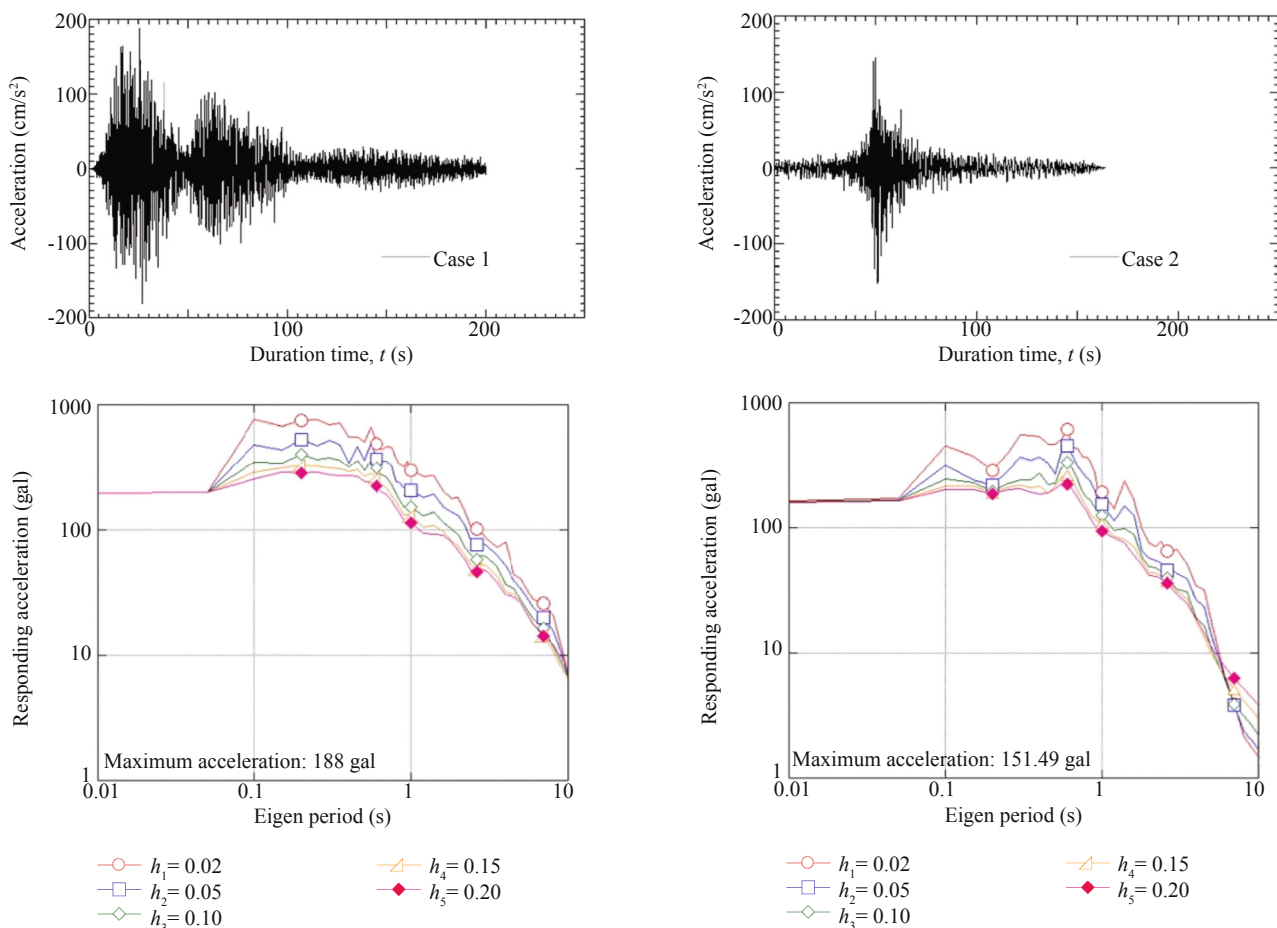 200
100
0
-100
-200
Acceleration (cm/s²)
Case 1
0
100
200
Duration time, t (s)
200
100
0
-100
-200
Acceleration (cm/s²)
Case 2
0
100
200
Duration time, t (s)
1000
100
10
1
Responding acceleration (gal)
Maximum acceleration: 188 gal
0.01
0.1
1
10
Eigen period (s)
h₁= 0.02
h₂= 0.05
h₃= 0.10
h₄= 0.15
h₅= 0.20
1000
100
10
1
Responding acceleration (gal)
Maximum acceleration: 151.49 gal
0.01
0.1
1
10
Eigen period (s)
h₁= 0.02
h₂= 0.05
h₃= 0.10
h₄= 0.15
h₅= 0.20